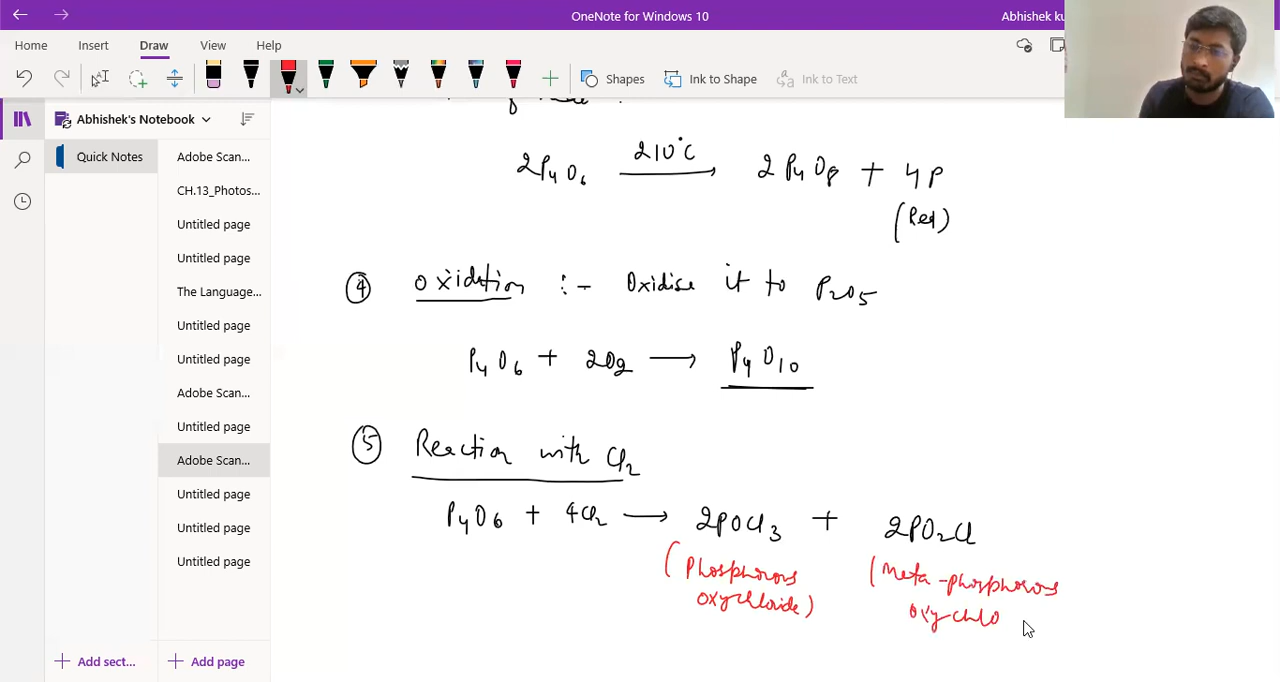 OneNote for Windows 10
Abhishek ku
Home Insert Draw View Help
Shapes Ink to Shape Ink to Text
Abhishek's Notebook
Quick Notes
Adobe Scan...
CH.13_Photos...
Untitled page
Untitled page
The Language...
Untitled page
Untitled page
Adobe Scan...
Untitled page
Adobe Scan...
Untitled page
Untitled page
Untitled page
+ Add sect...
+ Add page
2P4O6 210°C → 2P4O8 + 4P
(Red)
④ Oxidation :- Oxidise it to P2O5
P4O6 + 2O2 → P4O10
⑤ Reaction with Cl2
P4O6 + 4Cl2 → 2POCl3 + 2PO2Cl
(Phosphorous
oxychloride)
(Meta-phosphorous
oxychlo